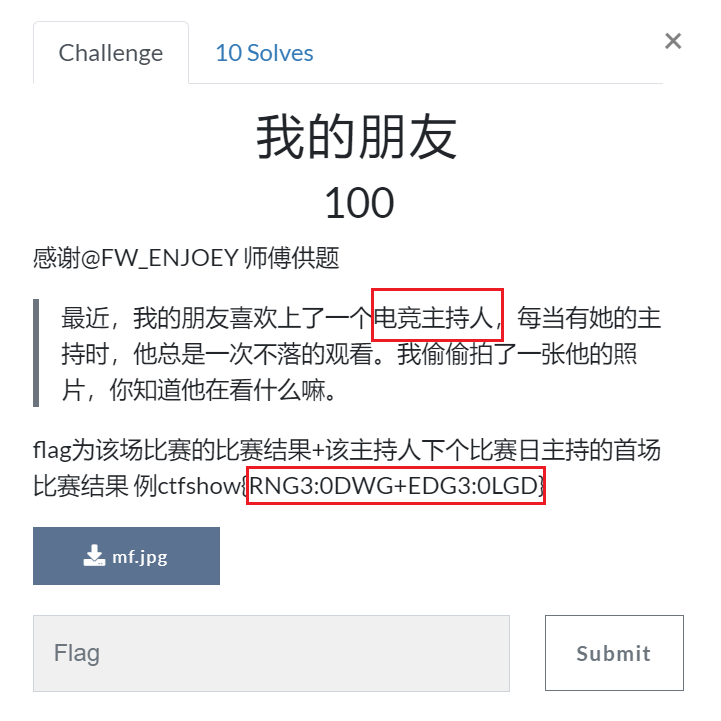 Challenge
10 Solves
×
我的朋友
100
感谢@FW_ENJOEY 师傅供题
最近，我的朋友喜欢上了一个电竞主持人，每当有她的主
持时，他总是一次不落的观看。我偷偷拍了一张他的照
片，你知道他在看什么嘛。
flag为该场比赛的比赛结果+该主持人下个比赛日主持的首场
比赛结果 例ctfshow{RNG3:0DWG+EDG3:0LGD}
mf.jpg
Flag
Submit